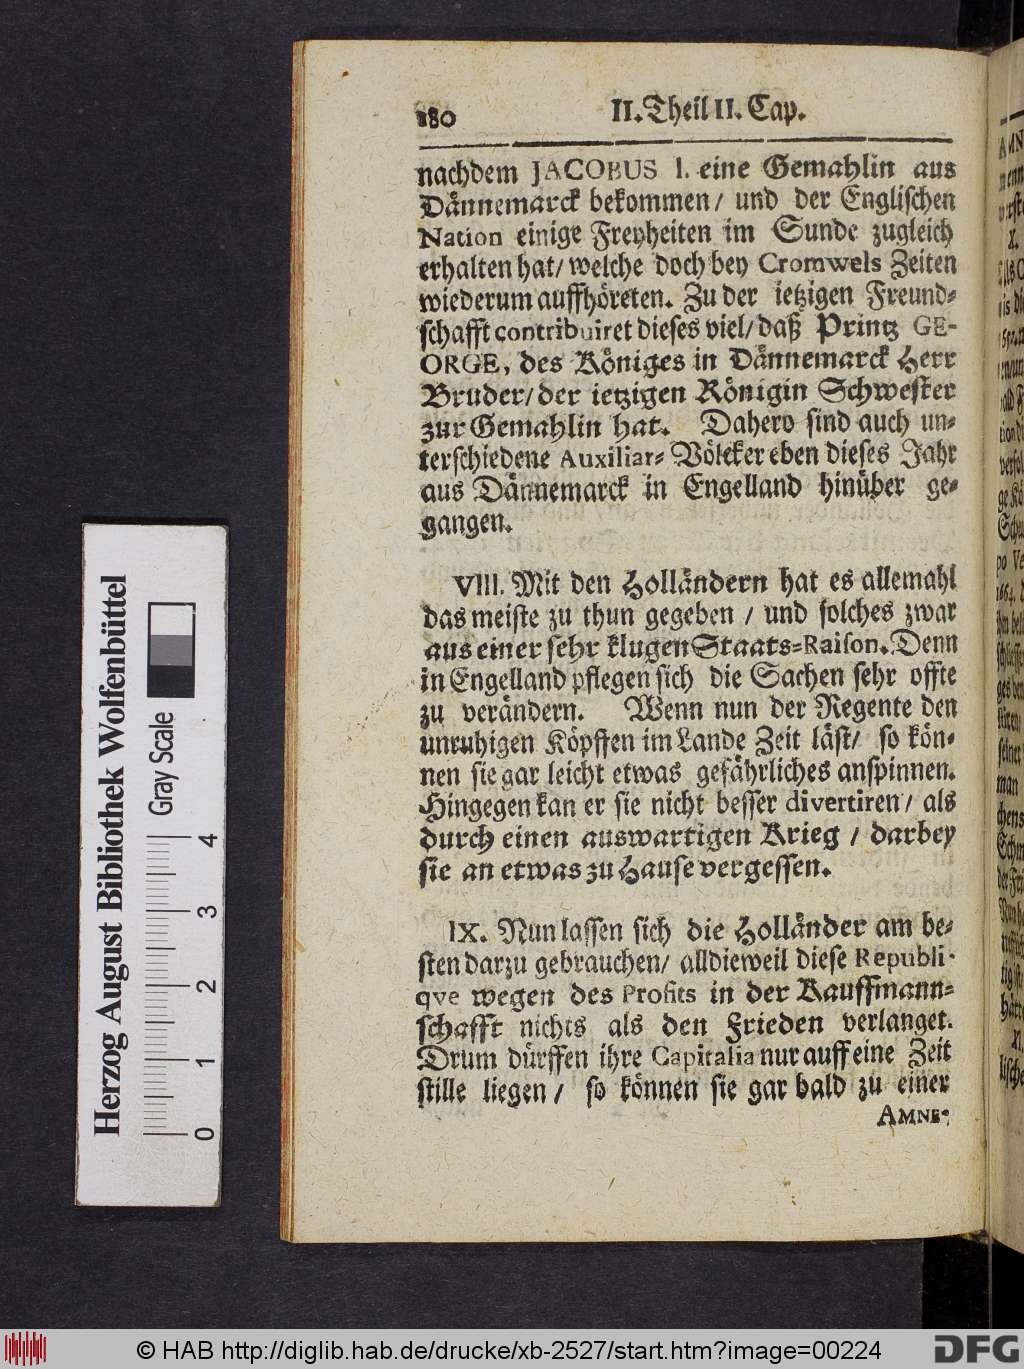 180
II. Theil II. Cap.
nachdem JACOBUS I. eine Gemahlin aus
Dännemarck bekommen/ und der Englischen
Nation einige Freyheiten im Sunde zugleich
erhalten hat/ welche doch bey Cromwels Zeiten
wiederum auffhöreten. Zu der ietzigen Freund-
schafft contribuiret dieses viel/ daß Printz GE-
ORGE, des Königes in Dännemarck Herr
Bruder/ der ietzigen Königin Schwester
zur Gemahlin hat. Dahero sind auch un-
terschiedene Auxiliar-Völcker eben dieses Jahr
aus Dännemarck in Engelland hinüber ge-
gangen.
VIII. Mit den Holländern hat es allemahl
das meiste zu thun gegeben / und solches zwar
aus einer sehr klugen Staats-Raison. Denn
in Engelland pflegen sich die Sachen sehr offte
zu verändern. Wenn nun der Regente den
unruhigen Köpffen im Lande Zeit läst/ so kön-
nen sie gar leicht etwas gefährliches anspinnen.
Hingegen kan er sie nicht besser divertiren/ als
durch einen auswartigen Krieg / darbey
sie an etwas zu Hause vergessen.
IX. Nun lassen sich die Holländer am be-
sten darzu gebrauchen/ alldieweil diese Republi-
qve wegen des Profits in der Kauffmann-
schafft nichts als den Frieden verlanget.
Drum dürffen ihre Capitalia nur auff eine Zeit
stille liegen / so können sie gar bald zu einer
AMNE-
Herzog August Bibliothek Wolfenbüttel
Gray Scale
0 1 2 3 4
© HAB http://diglib.hab.de/drucke/xb-2527/start.htm?image=00224
DFG